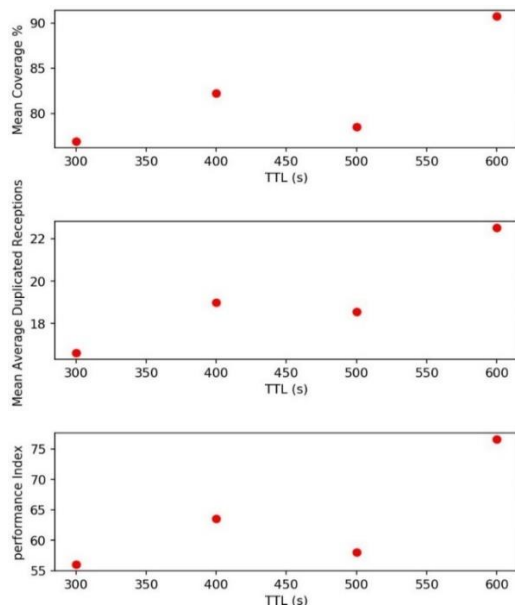 Mean Coverage %
90
85
80
300 350 400 450 500 550 600
TTL (s)
Mean Average Duplicated Receptions
22
20
18
300 350 400 450 500 550 600
TTL (s)
performance Index
75
70
65
60
55
300 350 400 450 500 550 600
TTL (s)